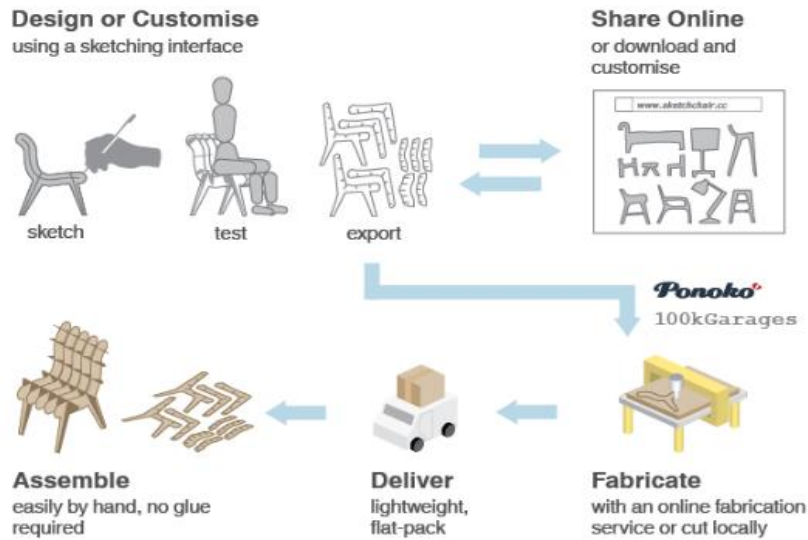 Design or Customise
using a sketching interface
sketch
test
export
Share Online
or download and
customise
www.sketchchair.cc
Ponoko
100kGarages
Assemble
easily by hand, no glue
required
Deliver
lightweight,
flat-pack
Fabricate
with an online fabrication
service or cut locally